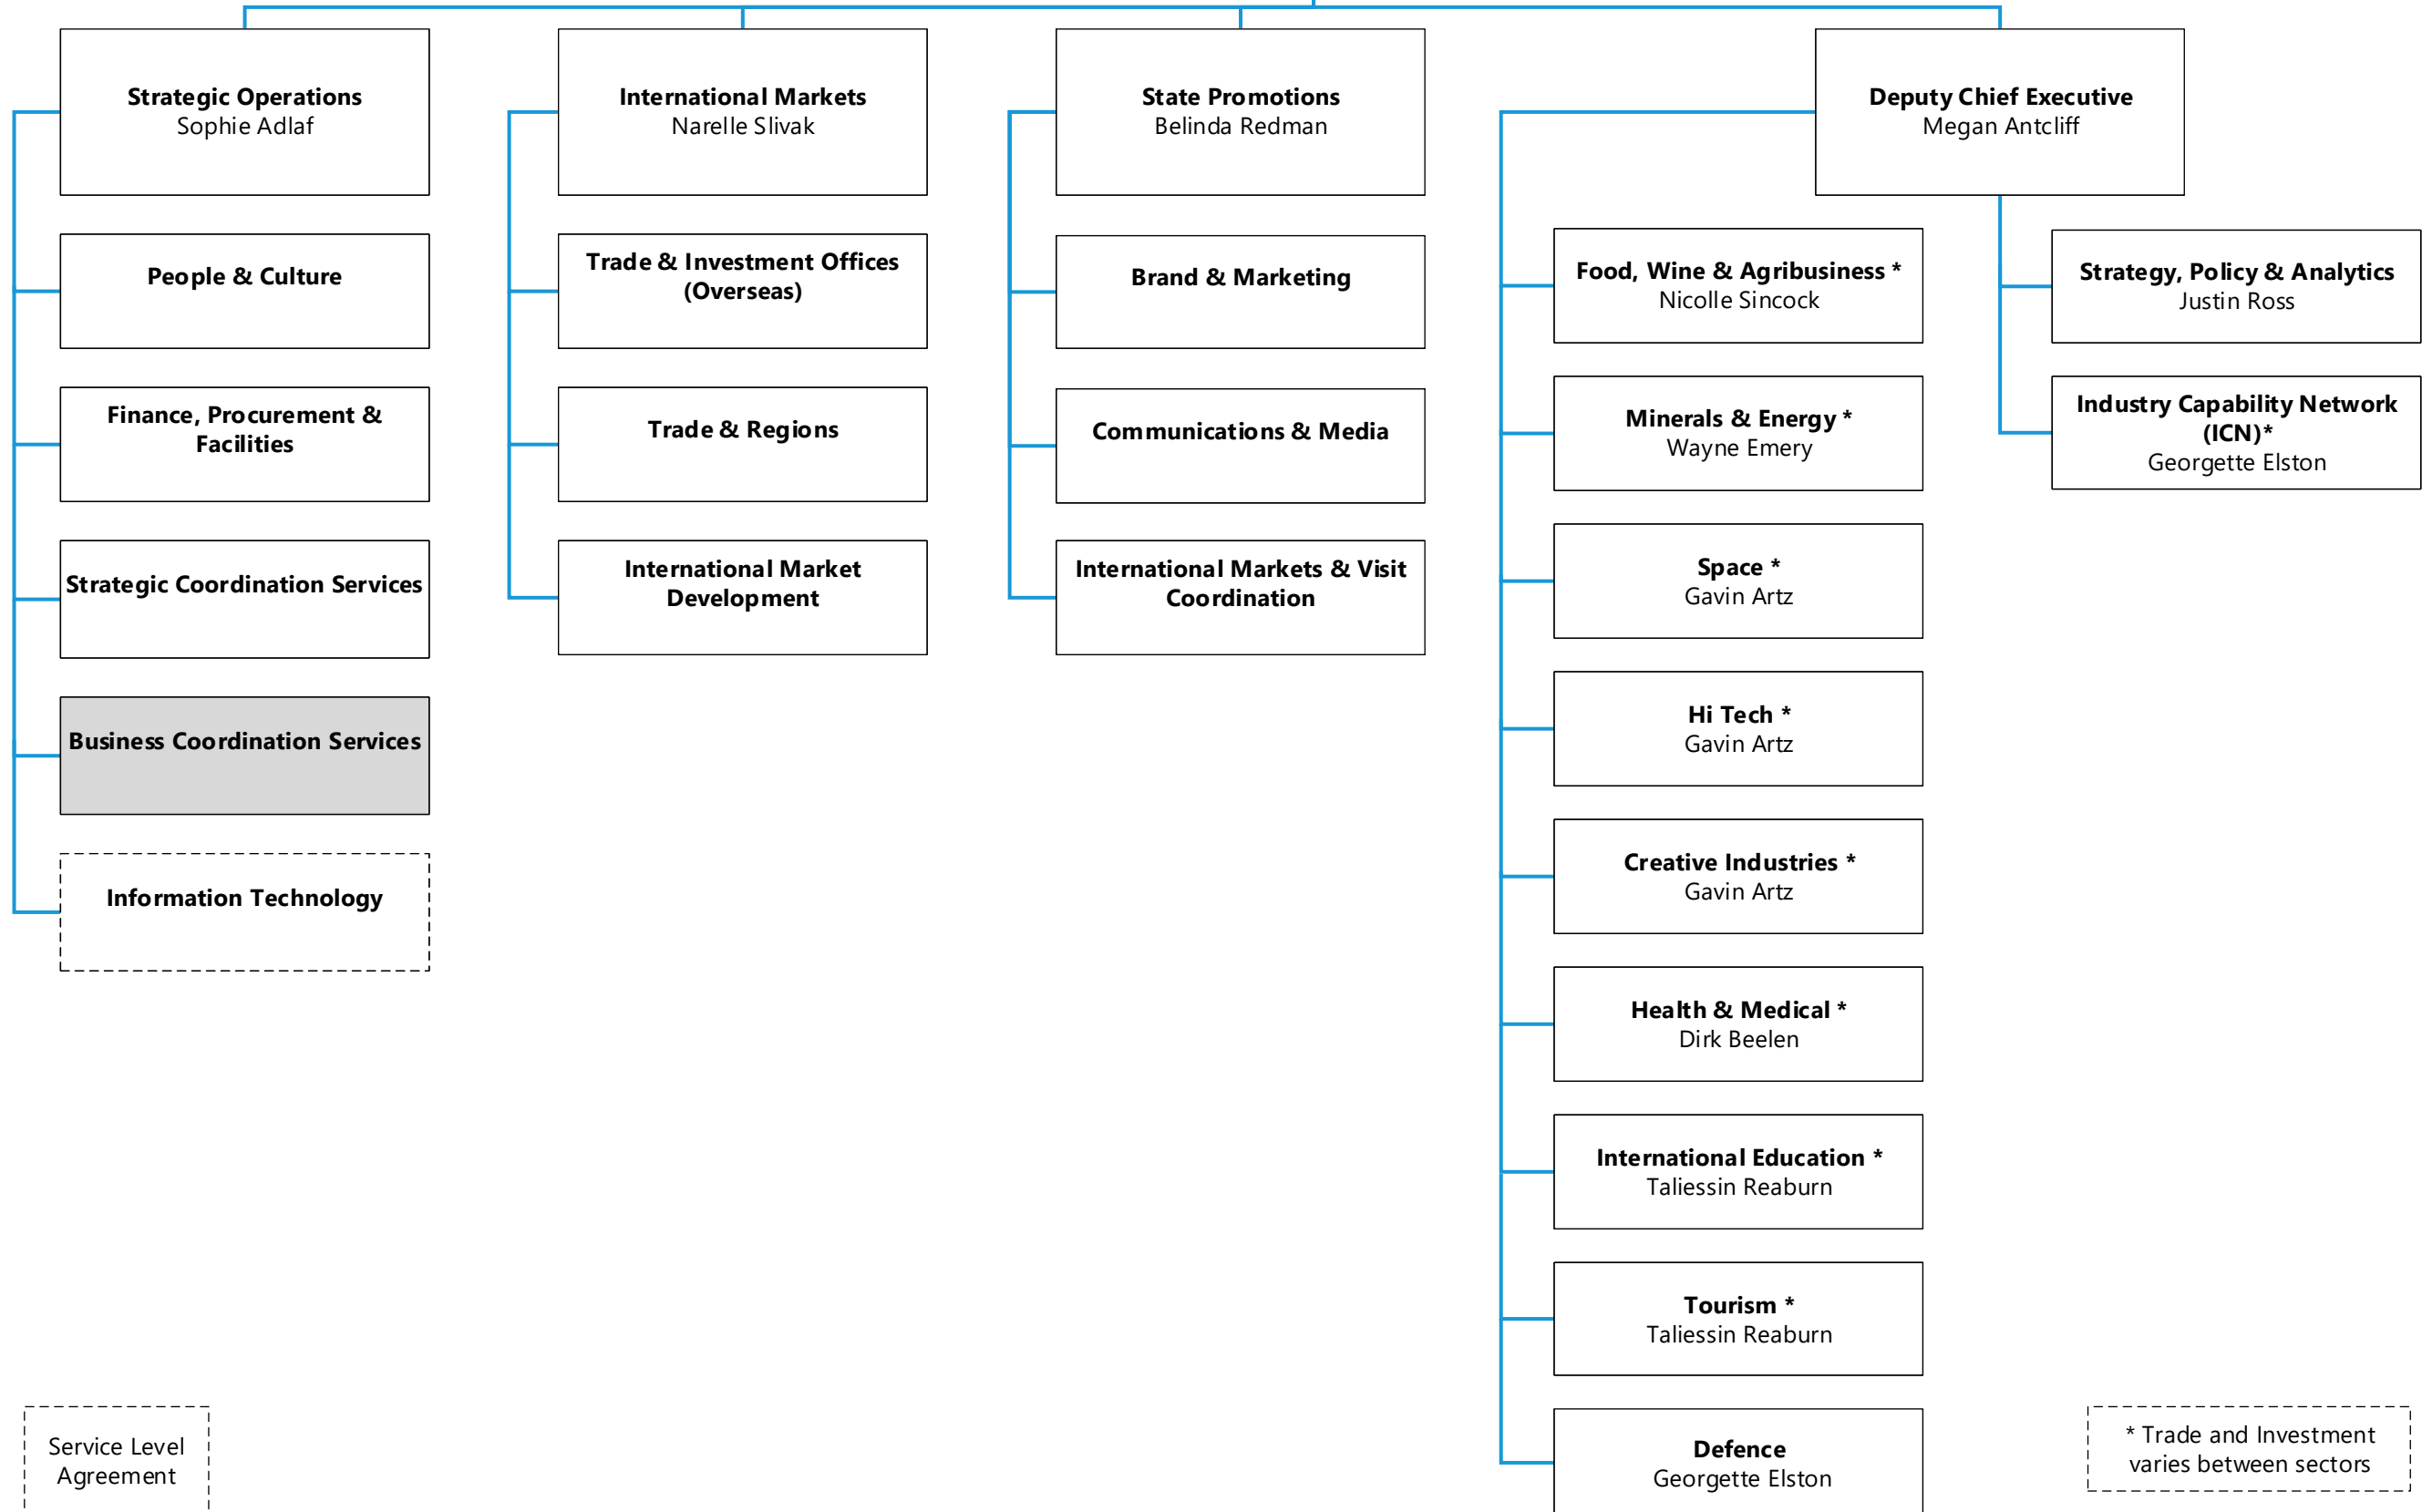 Strategic Operations
Sophie Adlaf
People & Culture
Finance, Procurement &
Facilities
Strategic Coordination Services
Business Coordination Services
Information Technology
International Markets
Narelle Slivak
Trade & Investment Offices
(Overseas)
Trade & Regions
International Market
Development
State Promotions
Belinda Redman
Brand & Marketing
Communications & Media
International Markets & Visit
Coordination
Deputy Chief Executive
Megan Antcliff
Food, Wine & Agribusiness *
Nicolle Sincock
Minerals & Energy *
Wayne Emery
Space *
Gavin Artz
Hi Tech *
Gavin Artz
Creative Industries *
Gavin Artz
Health & Medical *
Dirk Beelen
International Education *
Taliessin Reaburn
Tourism *
Taliessin Reaburn
Defence
Georgette Elston
Strategy, Policy & Analytics
Justin Ross
Industry Capability Network
(ICN)*
Georgette Elston
Service Level
Agreement
* Trade and Investment
varies between sectors